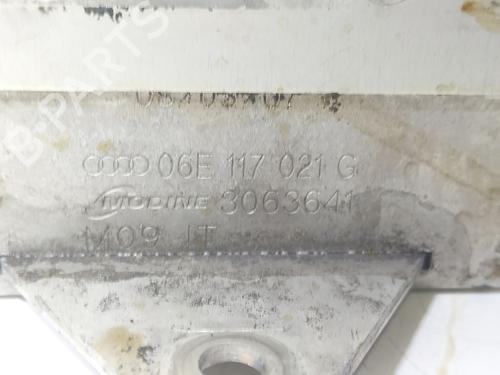 B-PARTS
06E 117 021 G
MODINE 3063641
M09 IT